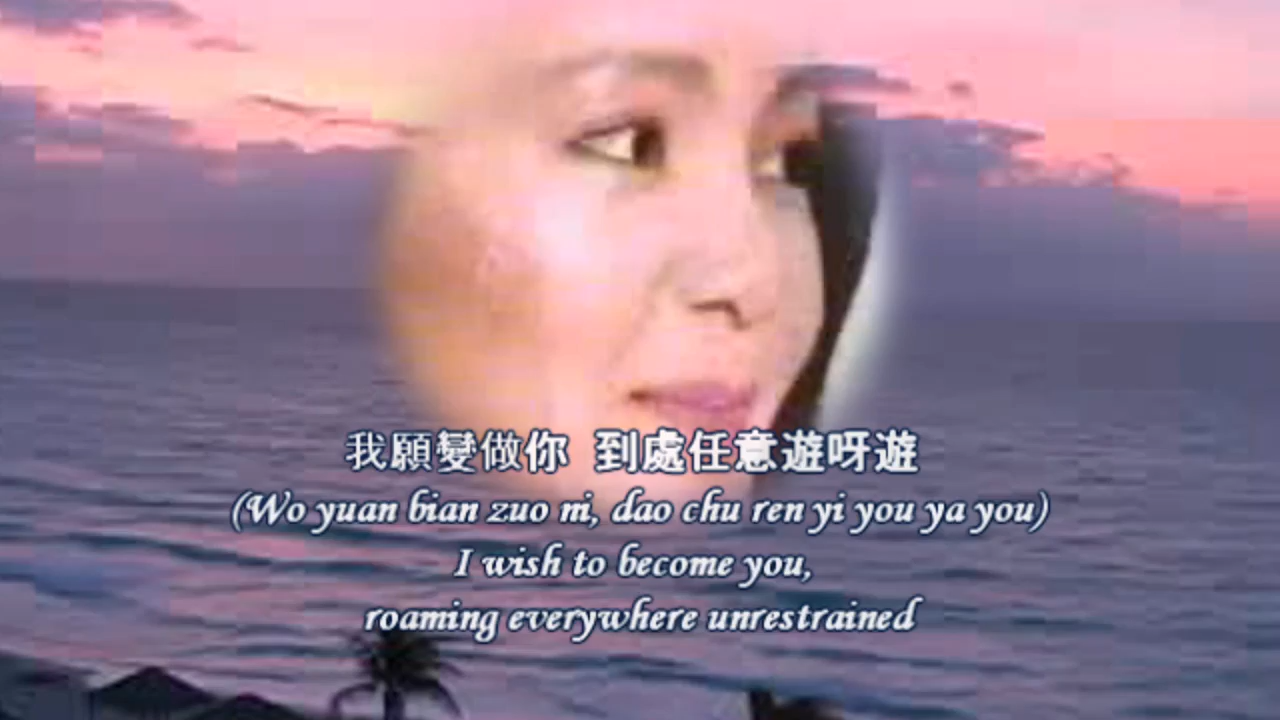 我願變做你 到處任意遊呀遊
(Wo yuan bian zuo ni, dao chu ren yi you ya you)
I wish to become you,
roaming everywhere unrestrained